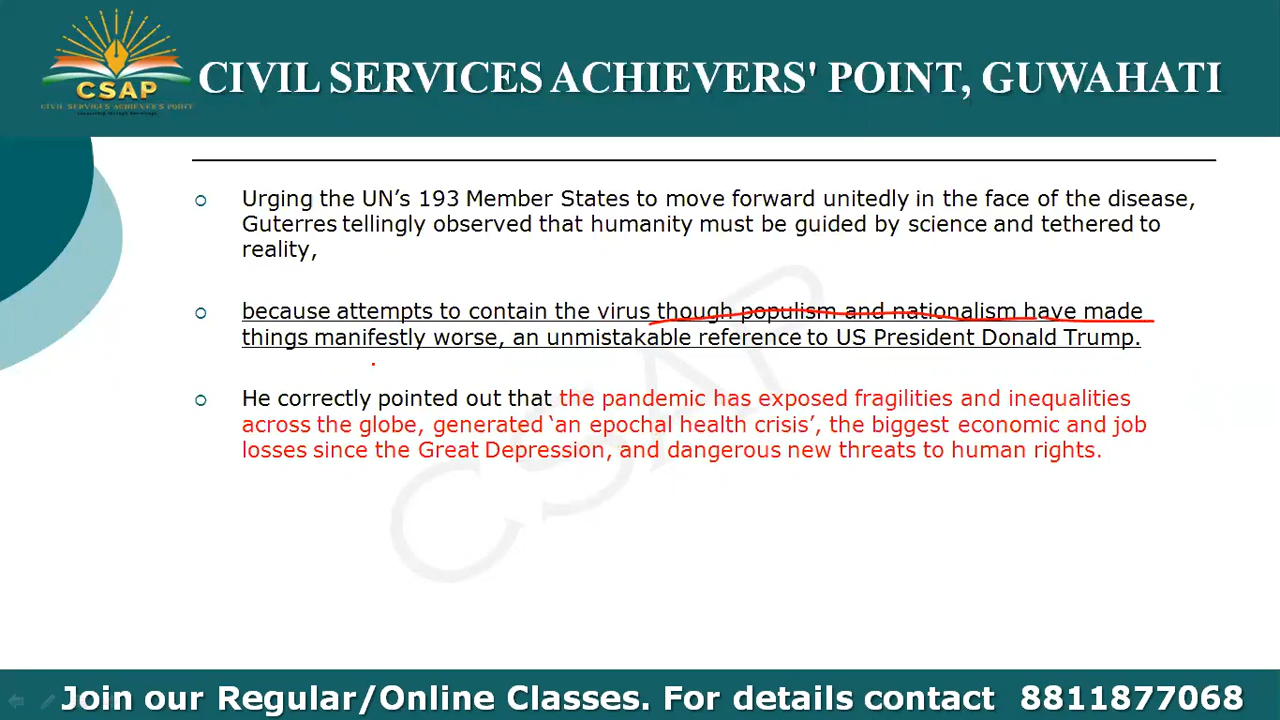 CSAP
CIVIL SERVICES ACHIEVER'S POINT
CIVIL SERVICES ACHIEVERS' POINT, GUWAHATI
Urging the UN’s 193 Member States to move forward unitedly in the face of the disease,
Guterres tellingly observed that humanity must be guided by science and tethered to
reality,
because attempts to contain the virus though populism and nationalism have made
things manifestly worse, an unmistakable reference to US President Donald Trump.
He correctly pointed out that the pandemic has exposed fragilities and inequalities
across the globe, generated ‘an epochal health crisis’, the biggest economic and job
losses since the Great Depression, and dangerous new threats to human rights.
CSAP
Join our Regular/Online Classes. For details contact 8811877068